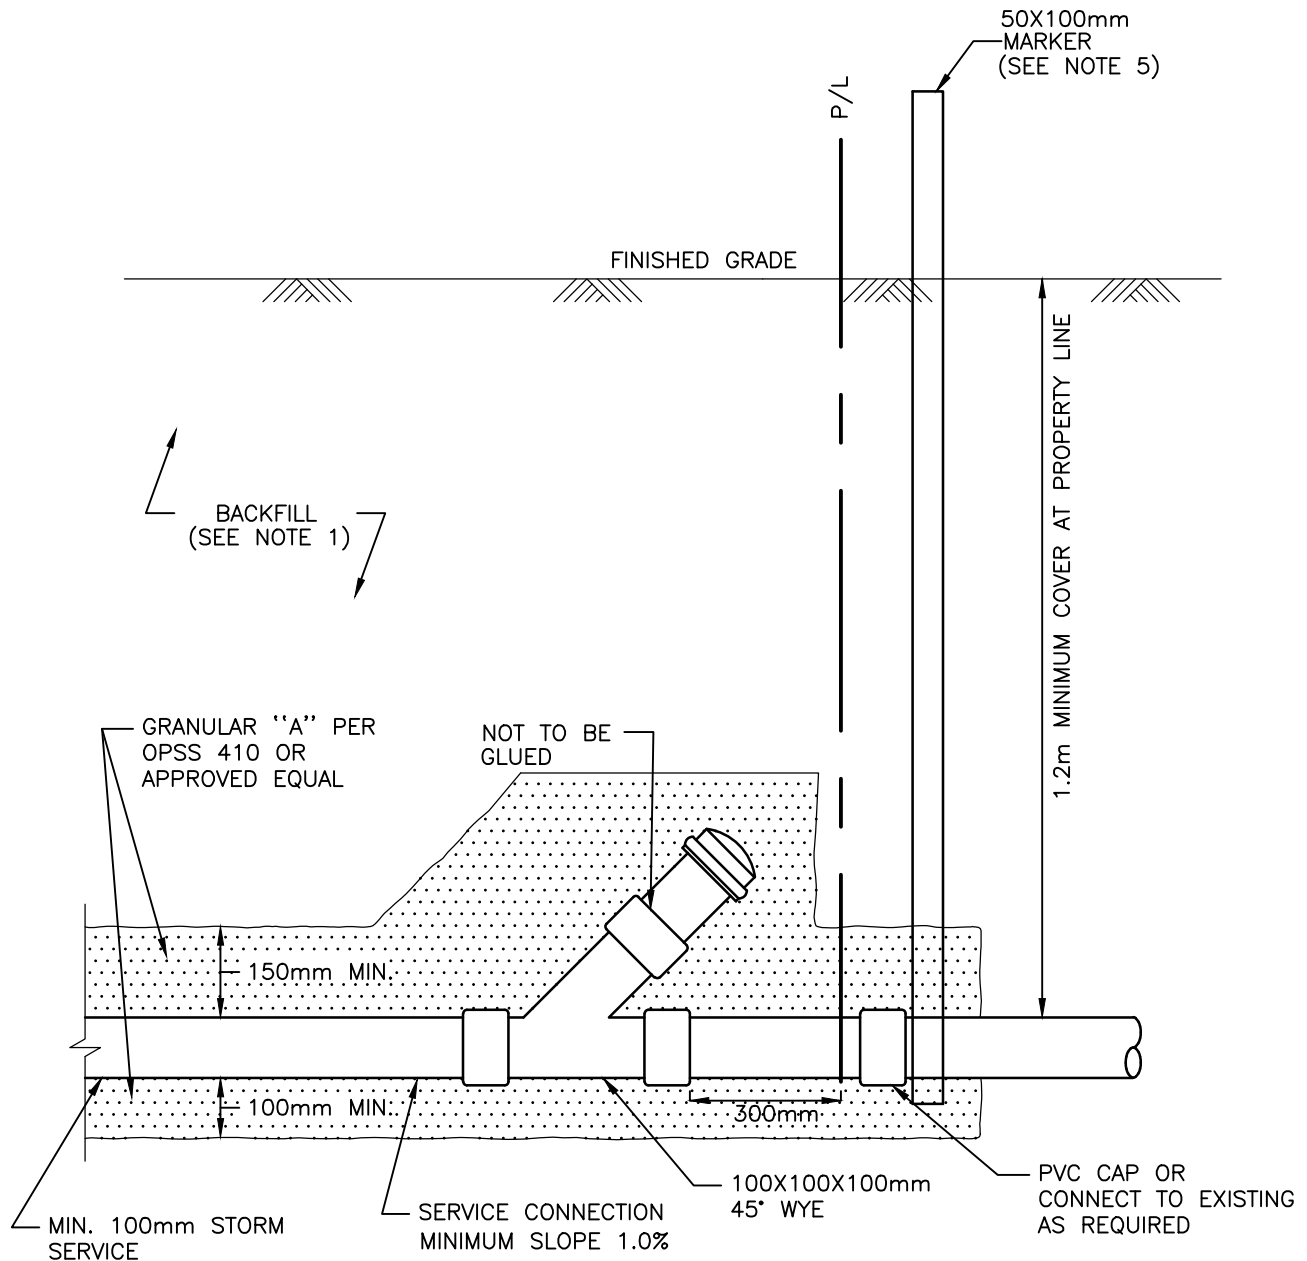 50X100mm
MARKER
(SEE NOTE 5)
P/L
FINISHED GRADE
1.2m MINIMUM COVER AT PROPERTY LINE
BACKFILL
(SEE NOTE 1)
GRANULAR ‘‘A’’ PER
OPSS 410 OR
APPROVED EQUAL
NOT TO BE
GLUED
150mm MIN.
100mm MIN.
300mm
MIN. 100mm STORM
SERVICE
SERVICE CONNECTION
MINIMUM SLOPE 1.0%
100X100X100mm
45° WYE
PVC CAP OR
CONNECT TO EXISTING
AS REQUIRED